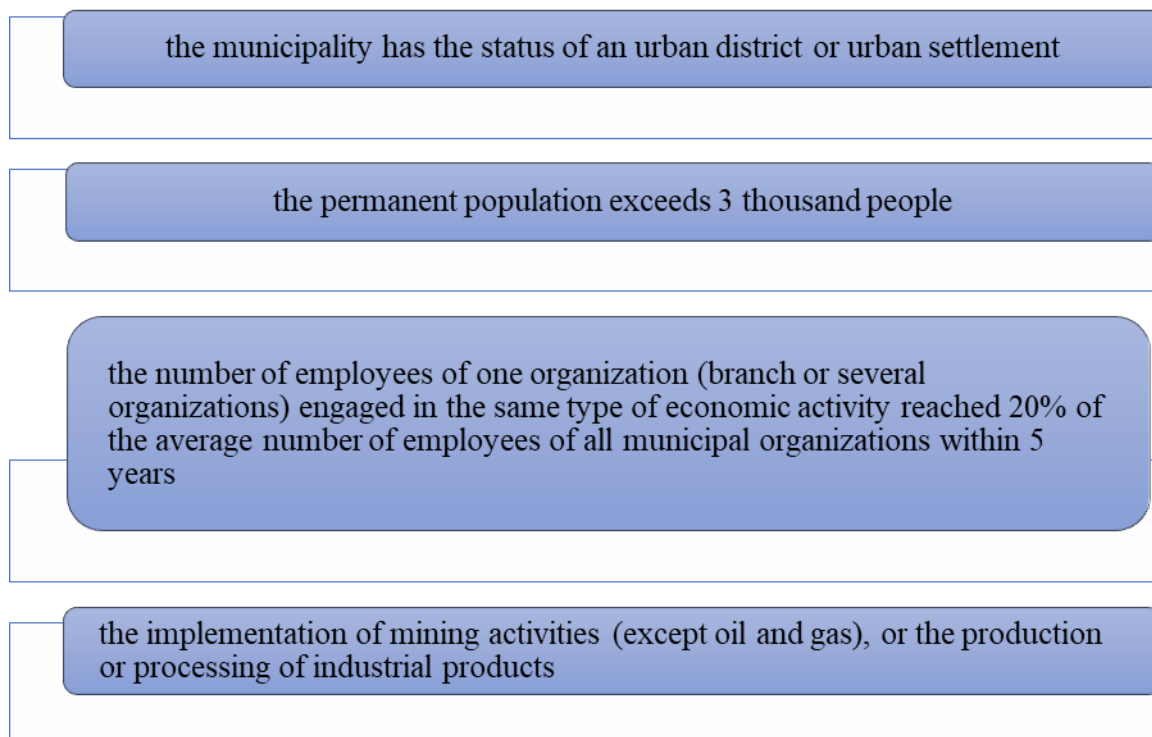 the municipality has the status of an urban district or urban settlement
the permanent population exceeds 3 thousand people
the number of employees of one organization (branch or several
organizations) engaged in the same type of economic activity reached 20% of
the average number of employees of all municipal organizations within 5
years
the implementation of mining activities (except oil and gas), or the production
or processing of industrial products